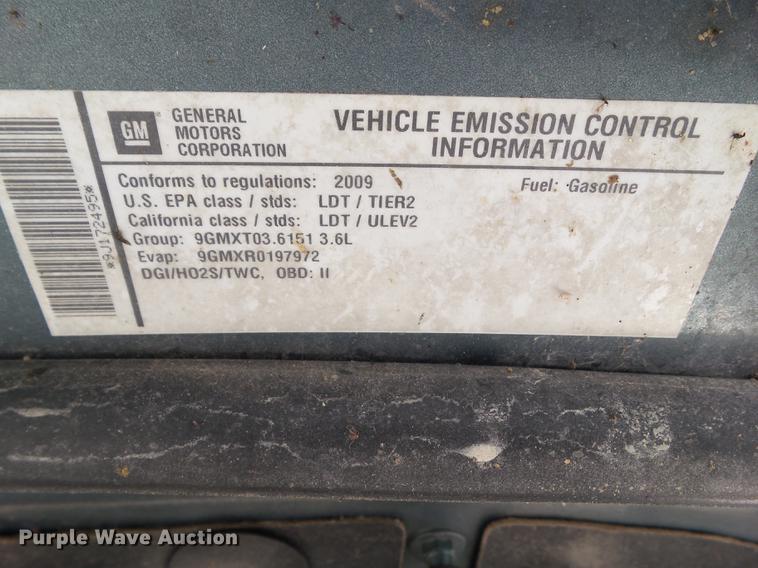 GM
GENERAL
MOTORS
CORPORATION
VEHICLE EMISSION CONTROL
INFORMATION
Conforms to regulations: 2009
Fuel: Gasoline
U.S. EPA class / stds: LDT / TIER2
California class / stds: LDT / ULEV2
Group: 9GMXT03.6151 3.6L
Evap: 9GMXR0197972
DGI/HO2S/TWC, OBD: II
*9J172495*
Purple Wave Auction